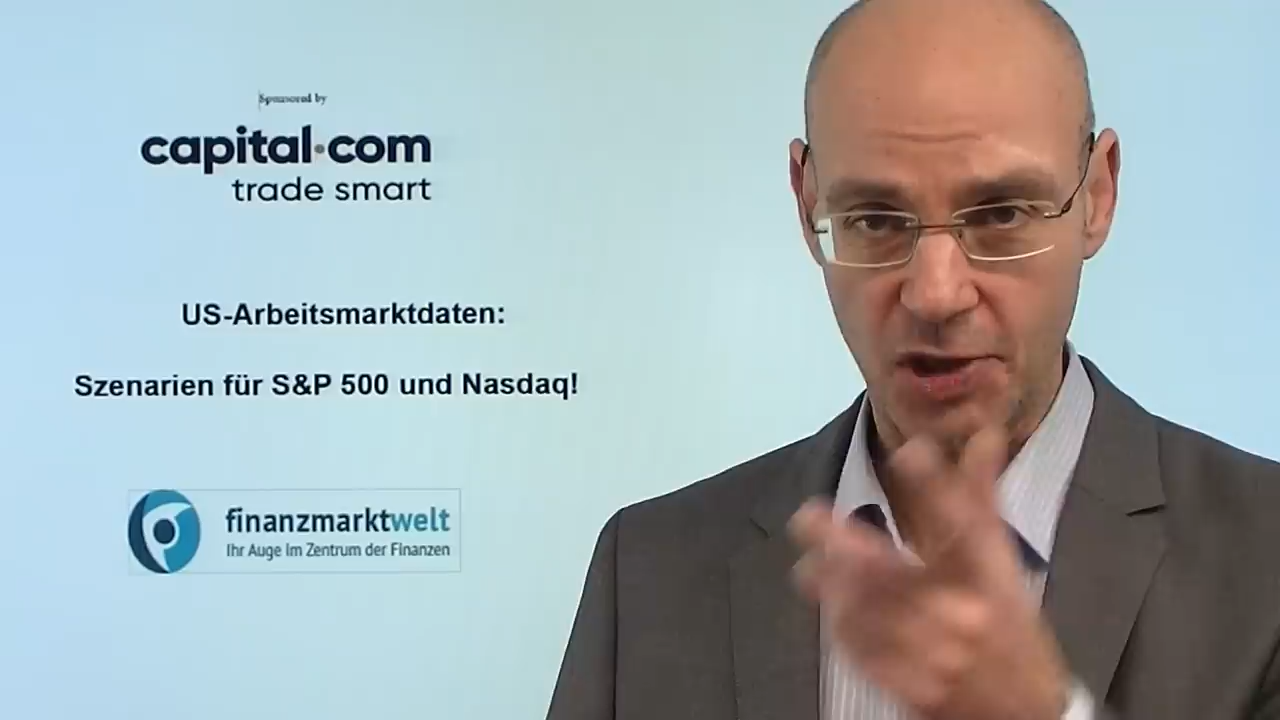 Sponsored by
capital.com
trade smart
US-Arbeitsmarktdaten:
Szenarien für S&P 500 und Nasdaq!
finanzmarktwelt
Ihr Auge im Zentrum der Finanzen